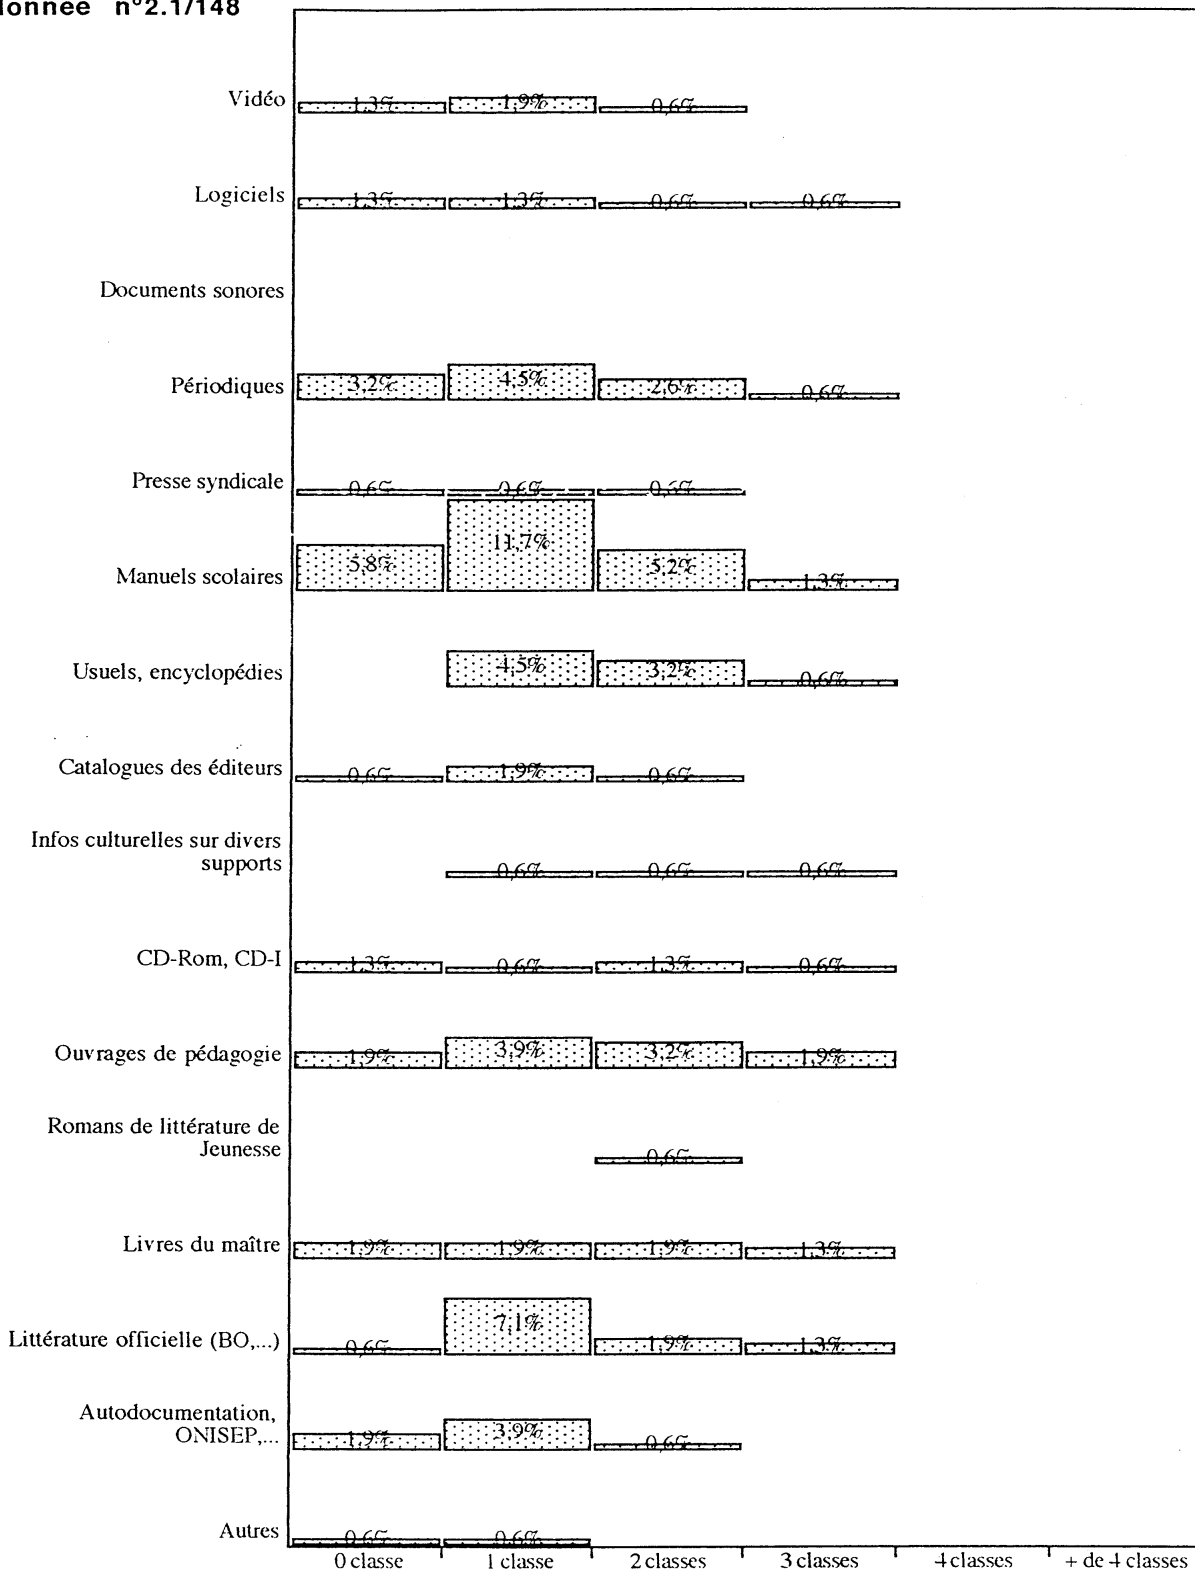 onnée n°2.1/148
Vidéo 1,3% 1,9% 0,6%
Logiciels 1,3% 1,3% 0,6% 0,6%
Documents sonores
Périodiques 3,2% 4,5% 2,6% 0,6%
Presse syndicale 0,6% 0,6% 0,6%
Manuels scolaires 5,8% 11,7% 5,2% 1,3%
Usuels, encyclopédies 4,5% 3,2% 0,6%
Catalogues des éditeurs 0,6% 1,9% 0,6%
Infos culturelles sur divers
supports 0,6% 0,6% 0,6%
CD-Rom, CD-I 1,3% 0,6% 1,3% 0,6%
Ouvrages de pédagogie 1,9% 3,9% 3,2% 1,9%
Romans de littérature de
Jeunesse 0,6%
Livres du maître 1,9% 1,9% 1,9% 1,3%
Littérature officielle (BO,...) 0,6% 7,1% 1,9% 1,3%
Autodocumentation,
ONISEP,... 1,9% 3,9% 0,6%
Autres 0,6% 0,6%
0 classe 1 classe 2 classes 3 classes 4 classes + de 4 classes